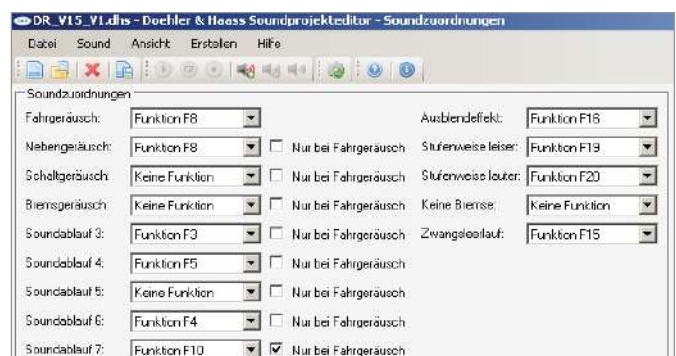 DR_V15_V1.dhs - Doehler & Haass Soundprojekteditor - Soundzuordnungen
Datei Sound Ansicht Erstellen Hilfe
Soundzuordnungen
Fahrgeräusch: Funktion F8 Ausblendeffekt: Funktion F16
Nebengeräusch: Funktion F8 Nur bei Fahrgeräusch Stufenweise leiser: Funktion F19
Schaltgeräusch: Keine Funktion Nur bei Fahrgeräusch Stufenweise lauter: Funktion F20
Bremsgeräusch: Keine Funktion Nur bei Fahrgeräusch Keine Bremse: Keine Funktion
Soundablauf 3: Funktion F3 Nur bei Fahrgeräusch Zwangsleerlauf: Funktion F15
Soundablauf 4: Funktion F5 Nur bei Fahrgeräusch
Soundablauf 5: Keine Funktion Nur bei Fahrgeräusch
Soundablauf 6: Funktion F4 Nur bei Fahrgeräusch
Soundablauf 7: Funktion F10 Nur bei Fahrgeräusch